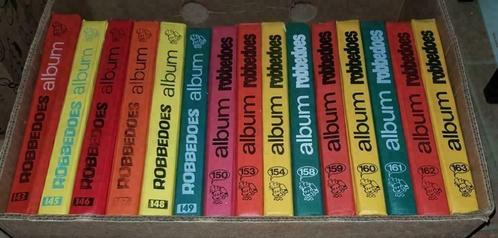 143 ROBBEDOES album
145 ROBBEDOES album
146 ROBBEDOES album
ROBBEDOES album
148 ROBBEDOES album
149 ROBBEDOES album
150 album robbedoes
153 album robbedoes
154 album robbedoes
158 album robbedoes
159 album robbedoes
160 album robbedoes
161 album robbedoes
162 album robbedoes
163 album robbedoes